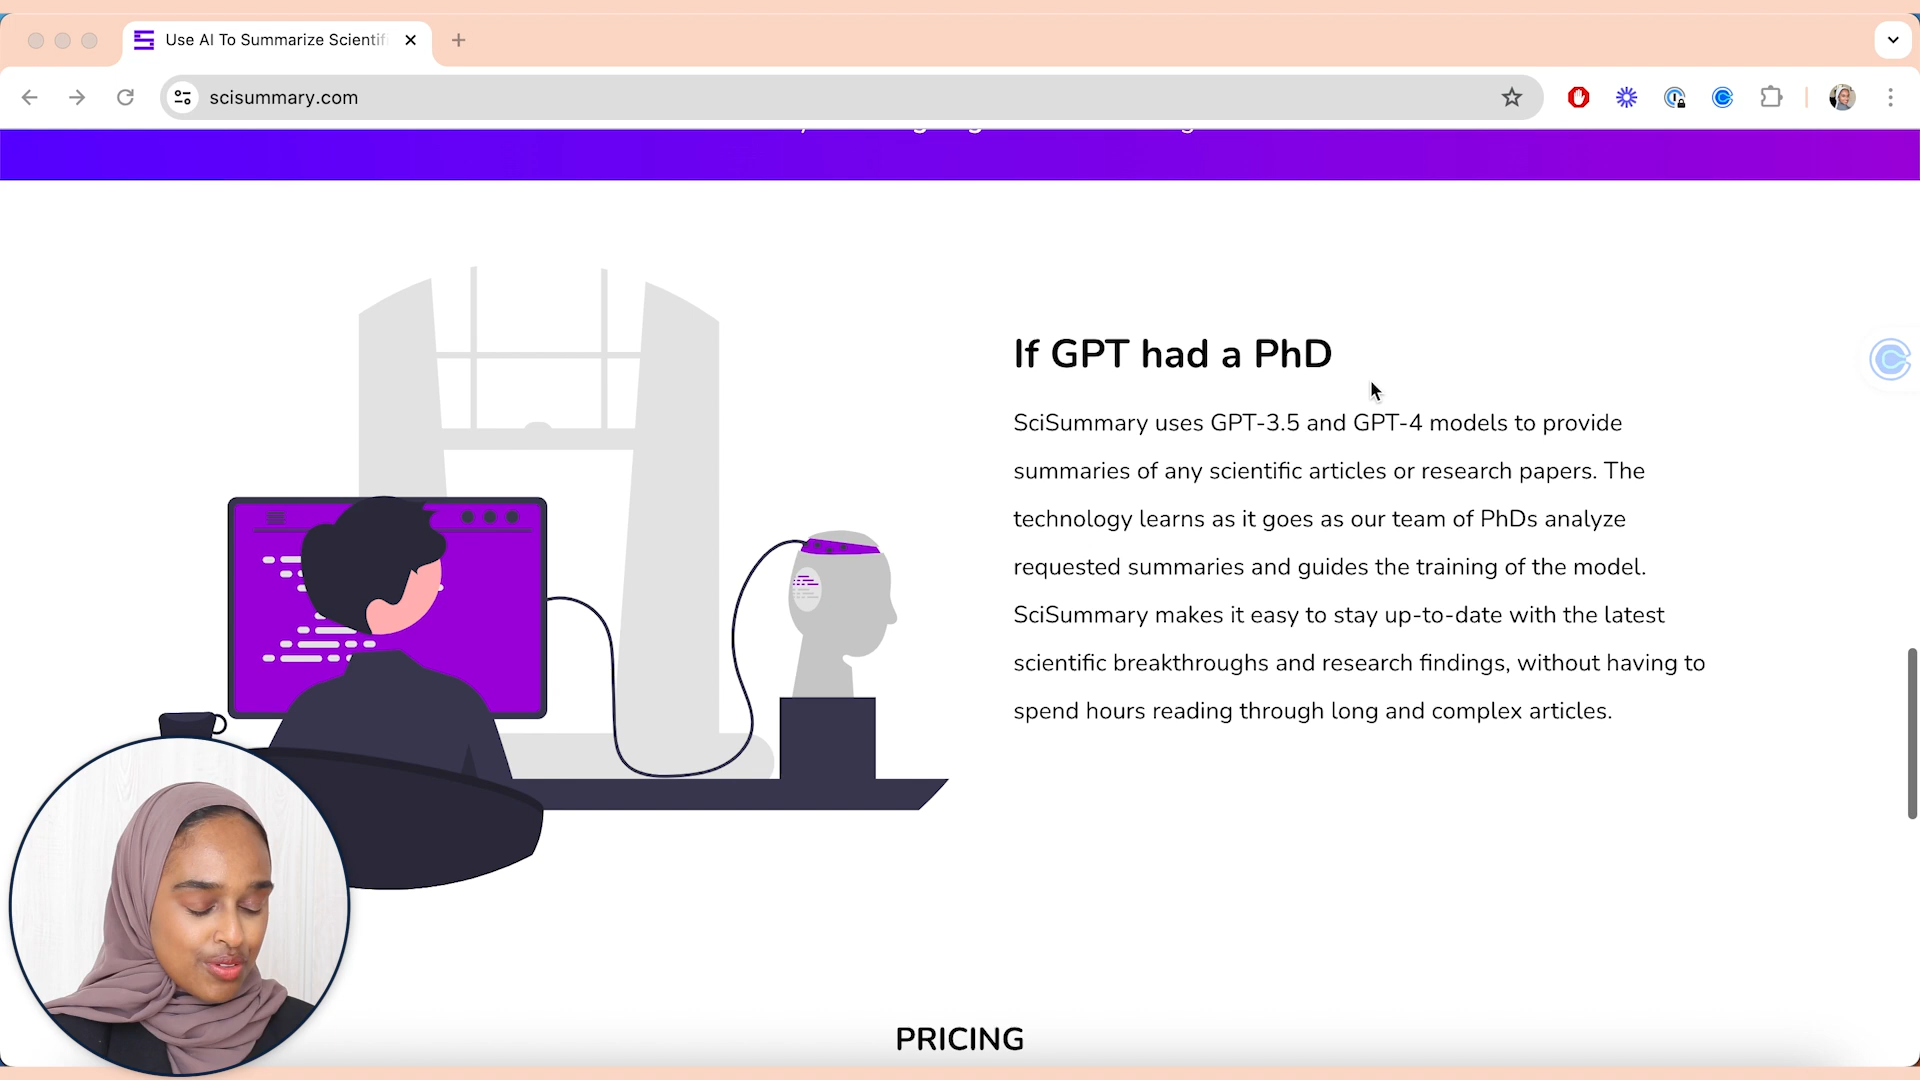 Use AI To Summarize Scientif
scisummary.com
If GPT had a PhD
SciSummary uses GPT-3.5 and GPT-4 models to provide
summaries of any scientific articles or research papers. The
technology learns as it goes as our team of PhDs analyze
requested summaries and guides the training of the model.
SciSummary makes it easy to stay up-to-date with the latest
scientific breakthroughs and research findings, without having to
spend hours reading through long and complex articles.
PRICING